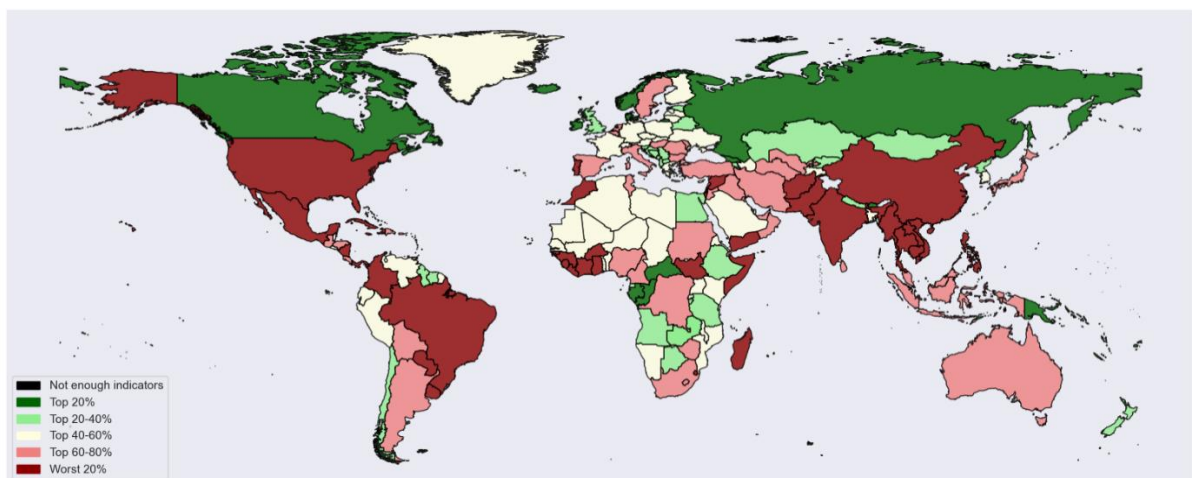 Not enough indicators
Top 20%
Top 20-40%
Top 40-60%
Top 60-80%
Worst 20%